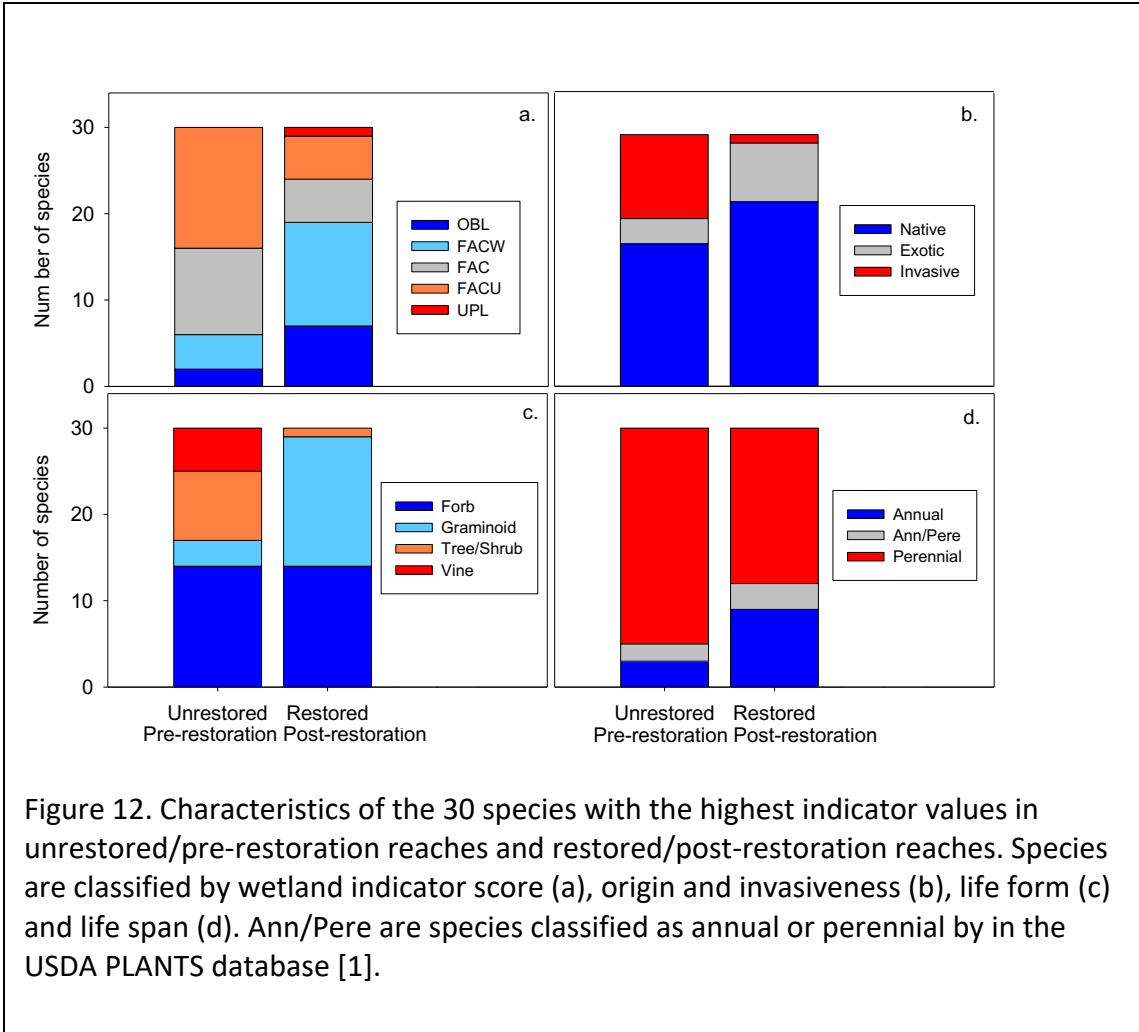 a.
30
20
10
0
Num ber of species
OBL
FACW
FAC
FACU
UPL
b.
Native
Exotic
Invasive
c.
30
20
10
0
Number of species
Forb
Graminoid
Tree/Shrub
Vine
d.
Annual
Ann/Pere
Perennial
Unrestored
Pre-restoration
Restored
Post-restoration
Unrestored
Pre-restoration
Restored
Post-restoration
Figure 12. Characteristics of the 30 species with the highest indicator values in
unrestored/pre-restoration reaches and restored/post-restoration reaches. Species
are classified by wetland indicator score (a), origin and invasiveness (b), life form (c)
and life span (d). Ann/Pere are species classified as annual or perennial by in the
USDA PLANTS database [1].